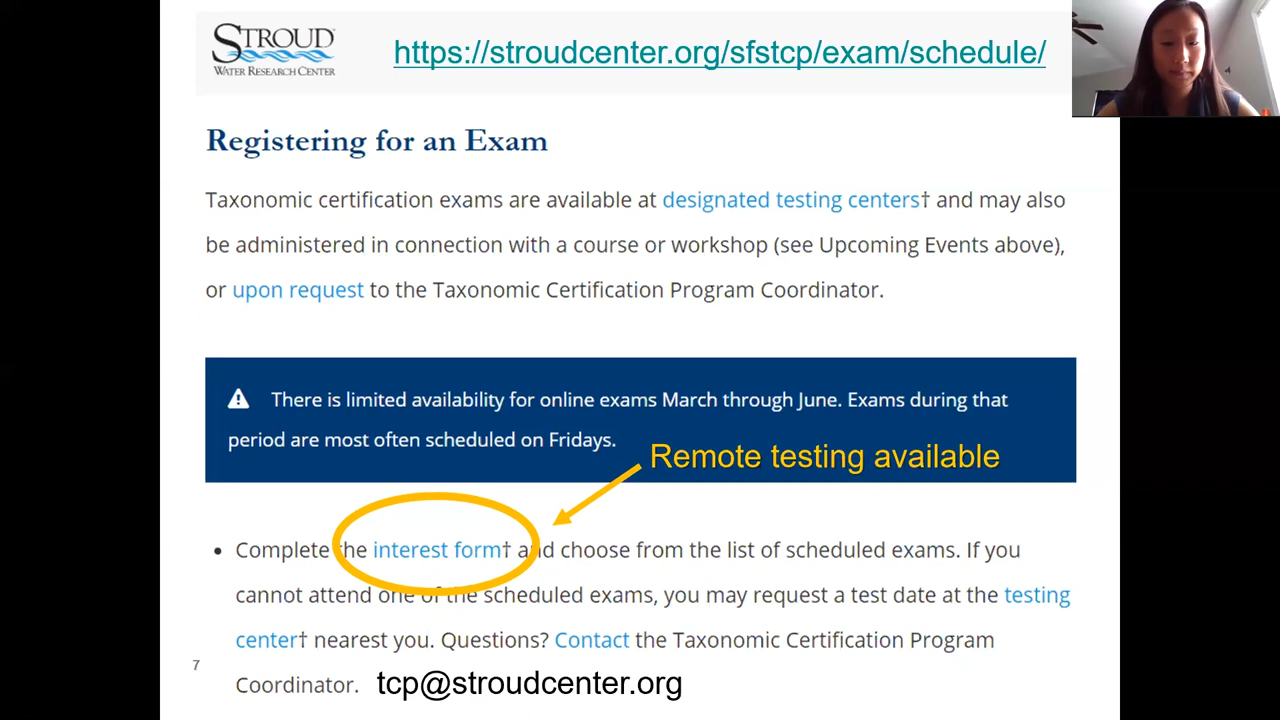 STROUD
WATER RESEARCH CENTER
https://stroudcenter.org/sfstcp/exam/schedule/
Registering for an Exam
Taxonomic certification exams are available at designated testing centers† and may also
be administered in connection with a course or workshop (see Upcoming Events above),
or upon request to the Taxonomic Certification Program Coordinator.
There is limited availability for online exams March through June. Exams during that
period are most often scheduled on Fridays.
Remote testing available
• Complete the interest form† and choose from the list of scheduled exams. If you
cannot attend one of the scheduled exams, you may request a test date at the testing
center† nearest you. Questions? Contact the Taxonomic Certification Program
7
Coordinator. tcp@stroudcenter.org